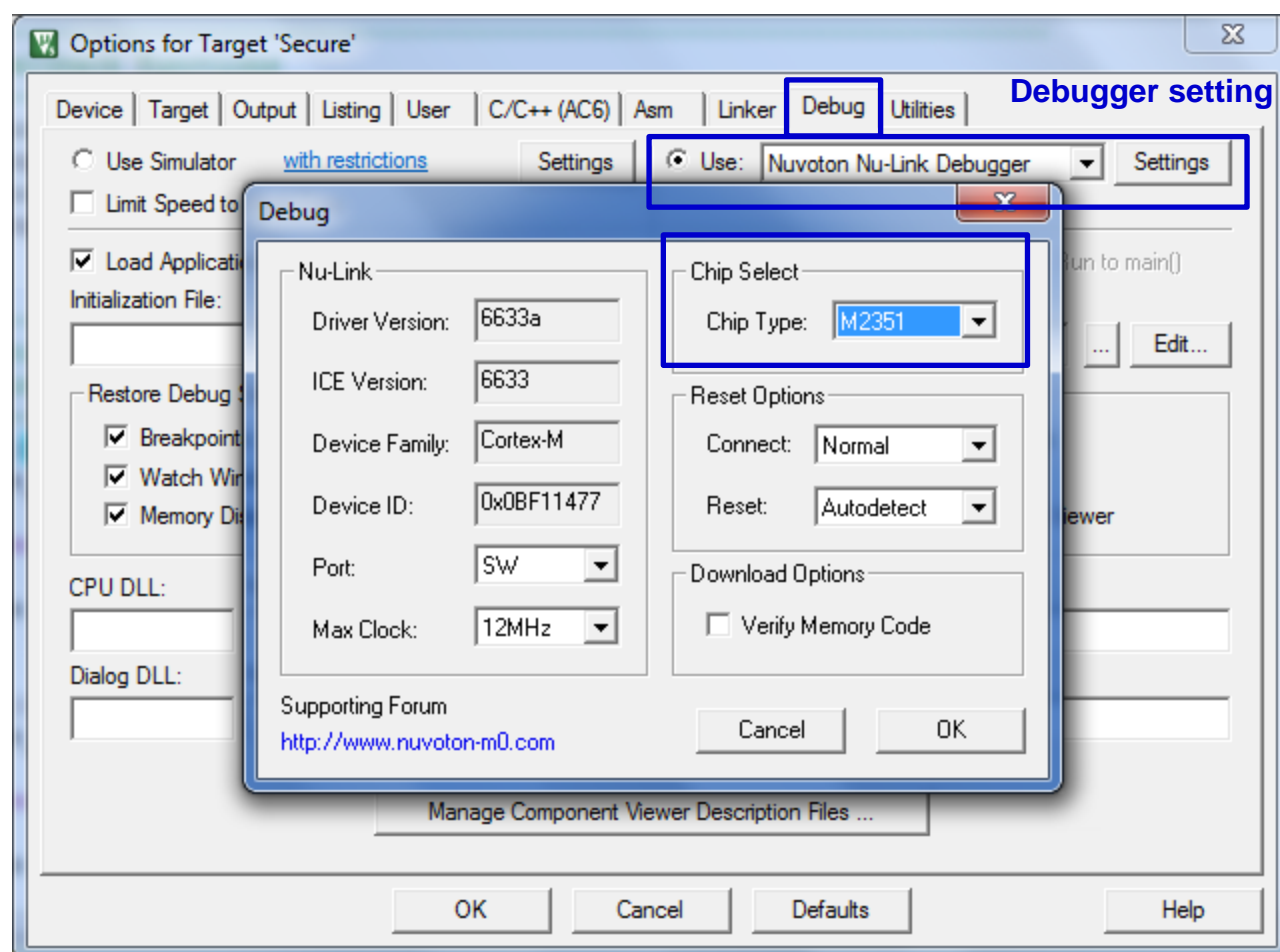 Options for Target 'Secure'
Debugger setting
Device Target Output Listing User C/C++ (AC6) Asm Linker Debug Utilities
Use Simulator with restrictions Settings Use: Nuvoton Nu-Link Debugger Settings
Limit Speed to
Debug
Load
Run to main()
Initialization File:
... Edit...
Restore Debug
Breakpoint
Watch
Memory
CPU DLL:
Dialog DLL:
Nu-Link
Driver Version: 6633a
ICE Version: 6633
Device Family: Cortex-M
Device ID: 0x0BF11477
Port: SW
Max Clock: 12MHz
Chip Select
Chip Type: M2351
Reset Options
Connect: Normal
Reset: Autodetect
Download Options
Verify Memory Code
Supporting Forum
http://www.nuvoton-m0.com
Cancel OK
Manage Component Viewer Description Files ...
OK Cancel Defaults Help